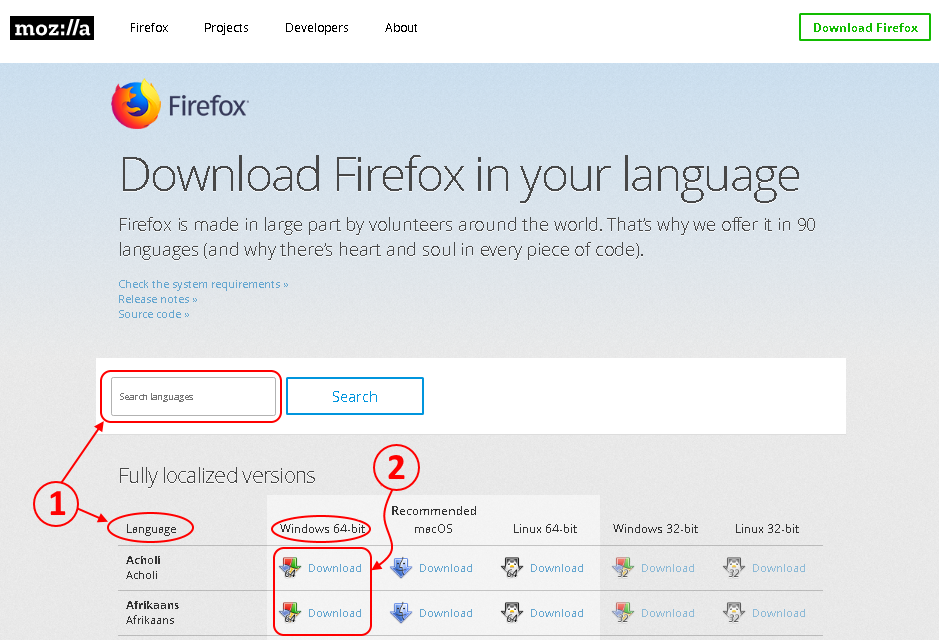 moz://a
Firefox Projects Developers About
Download Firefox
Firefox
Download Firefox in your language
Firefox is made in large part by volunteers around the world. That's why we offer it in 90
languages (and why there's heart and soul in every piece of code).
Check the system requirements »
Release notes »
Source code »
Search languages
Search
1
2
Fully localized versions
Recommended
Language Windows 64-bit macOS Linux 64-bit Windows 32-bit Linux 32-bit
Acholi
Acholi
64 Download Download 64 Download 32 Download 32 Download
Afrikaans
Afrikaans
64 Download Download 64 Download 32 Download 32 Download